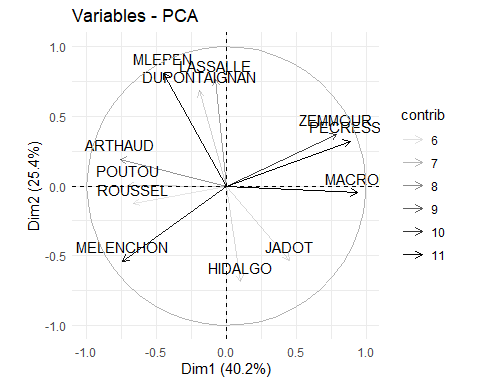 Variables - PCA
1.0
0.5
0.0
-0.5
-1.0
Dim2 (25.4%)
MLEPEN
LASSALLE
DUPONTAIGNAN
ZEMMOUR
PECRESS
ARTHAUD
POUTOU
MACRO
ROUSSEL
MELENCHON
JADOT
HIDALGO
-1.0 -0.5 0.0 0.5 1.0
Dim1 (40.2%)
contrib
6
7
8
9
10
11